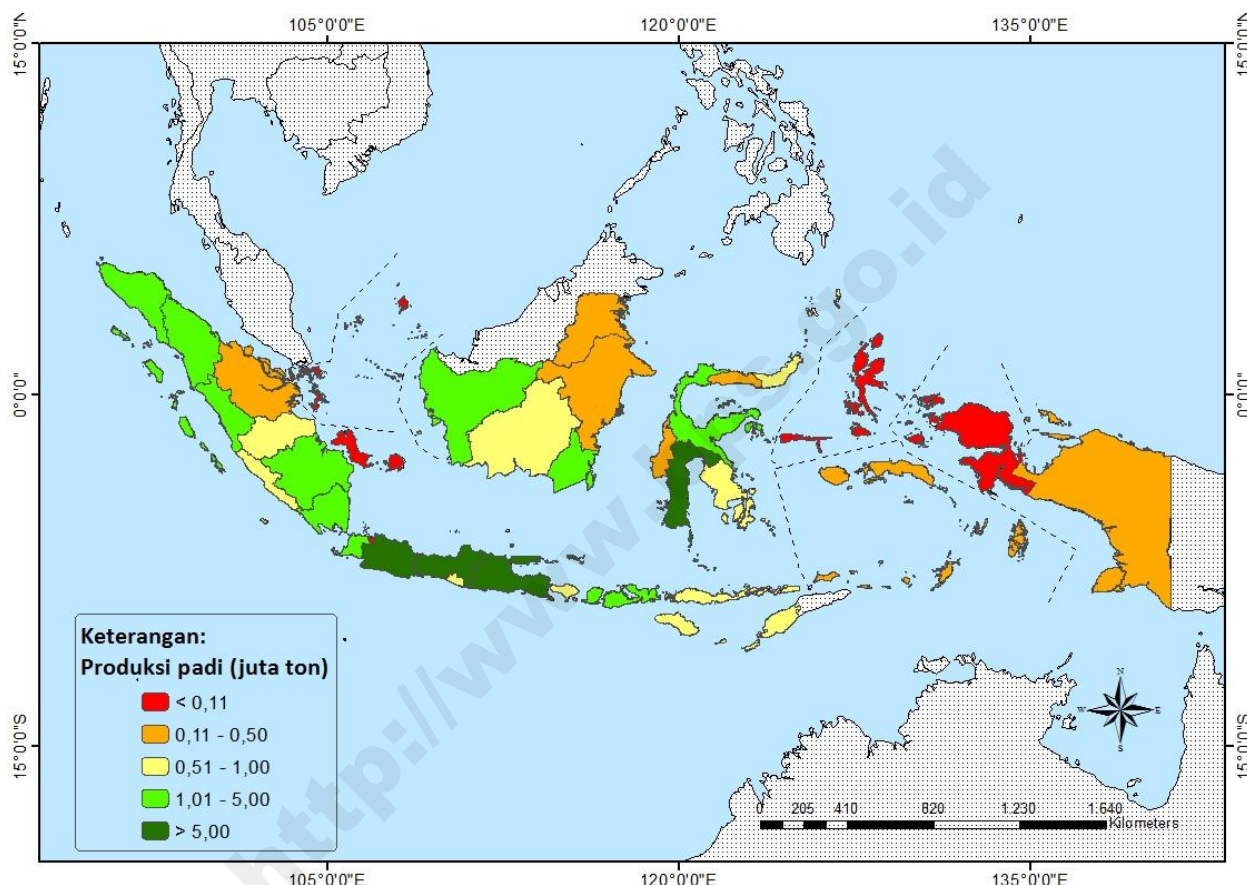 105°0'0"E 120°0'0"E 135°0'0"E
15°0'0"N 15°0'0"N
0°0'0" 0°0'0"
15°0'0"S 15°0'0"S
http://www.bps.go.id
Keterangan:
Produksi padi (juta ton)
< 0,11
0,11 - 0,50
0,51 - 1,00
1,01 - 5,00
> 5,00
N
W E
S
0 205 410 820 1.230 1.640
Kilometers
105°0'0"E 120°0'0"E 135°0'0"E